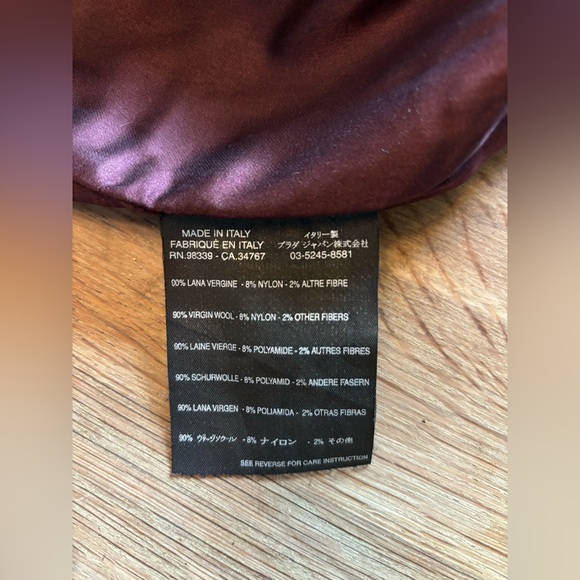 MADE IN ITALY
FABRIQUÉ EN ITALY
RN.98339 - CA.34767
イタリー製
プラダ ジャパン株式会社
03-5245-8581
90% LANA VERGINE - 8% NYLON - 2% ALTRE FIBRE
90% VIRGIN WOOL - 8% NYLON - 2% OTHER FIBERS
90% LAINE VIERGE - 8% POLYAMIDE - 2% AUTRES FIBRES
90% SCHURWOLLE - 8% POLYAMID - 2% ANDERE FASERN
90% LANA VIRGEN - 8% POLIAMIDA - 2% OTRAS FIBRAS
90% ヴァージンウール - 8% ナイロン - 2% その他
SEE REVERSE FOR CARE INSTRUCTION